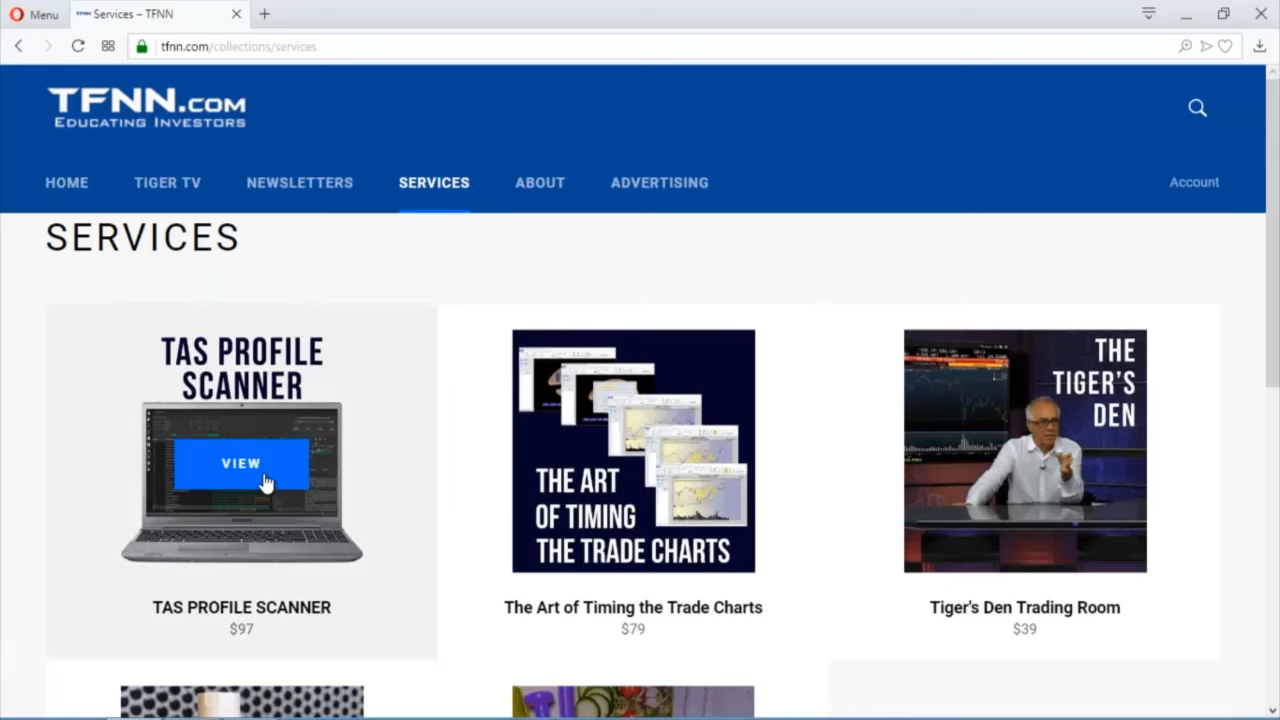 Menu
TFNN Services – TFNN
tfnn.com/collections/services
TFNN.COM
EDUCATING INVESTORS
HOME
TIGER TV
NEWSLETTERS
SERVICES
ABOUT
ADVERTISING
Account
SERVICES
TAS PROFILE
SCANNER
VIEW
TAS PROFILE SCANNER
$97
THE ART
OF TIMING
THE TRADE CHARTS
The Art of Timing the Trade Charts
$79
THE
TIGER'S
DEN
Tiger's Den Trading Room
$39